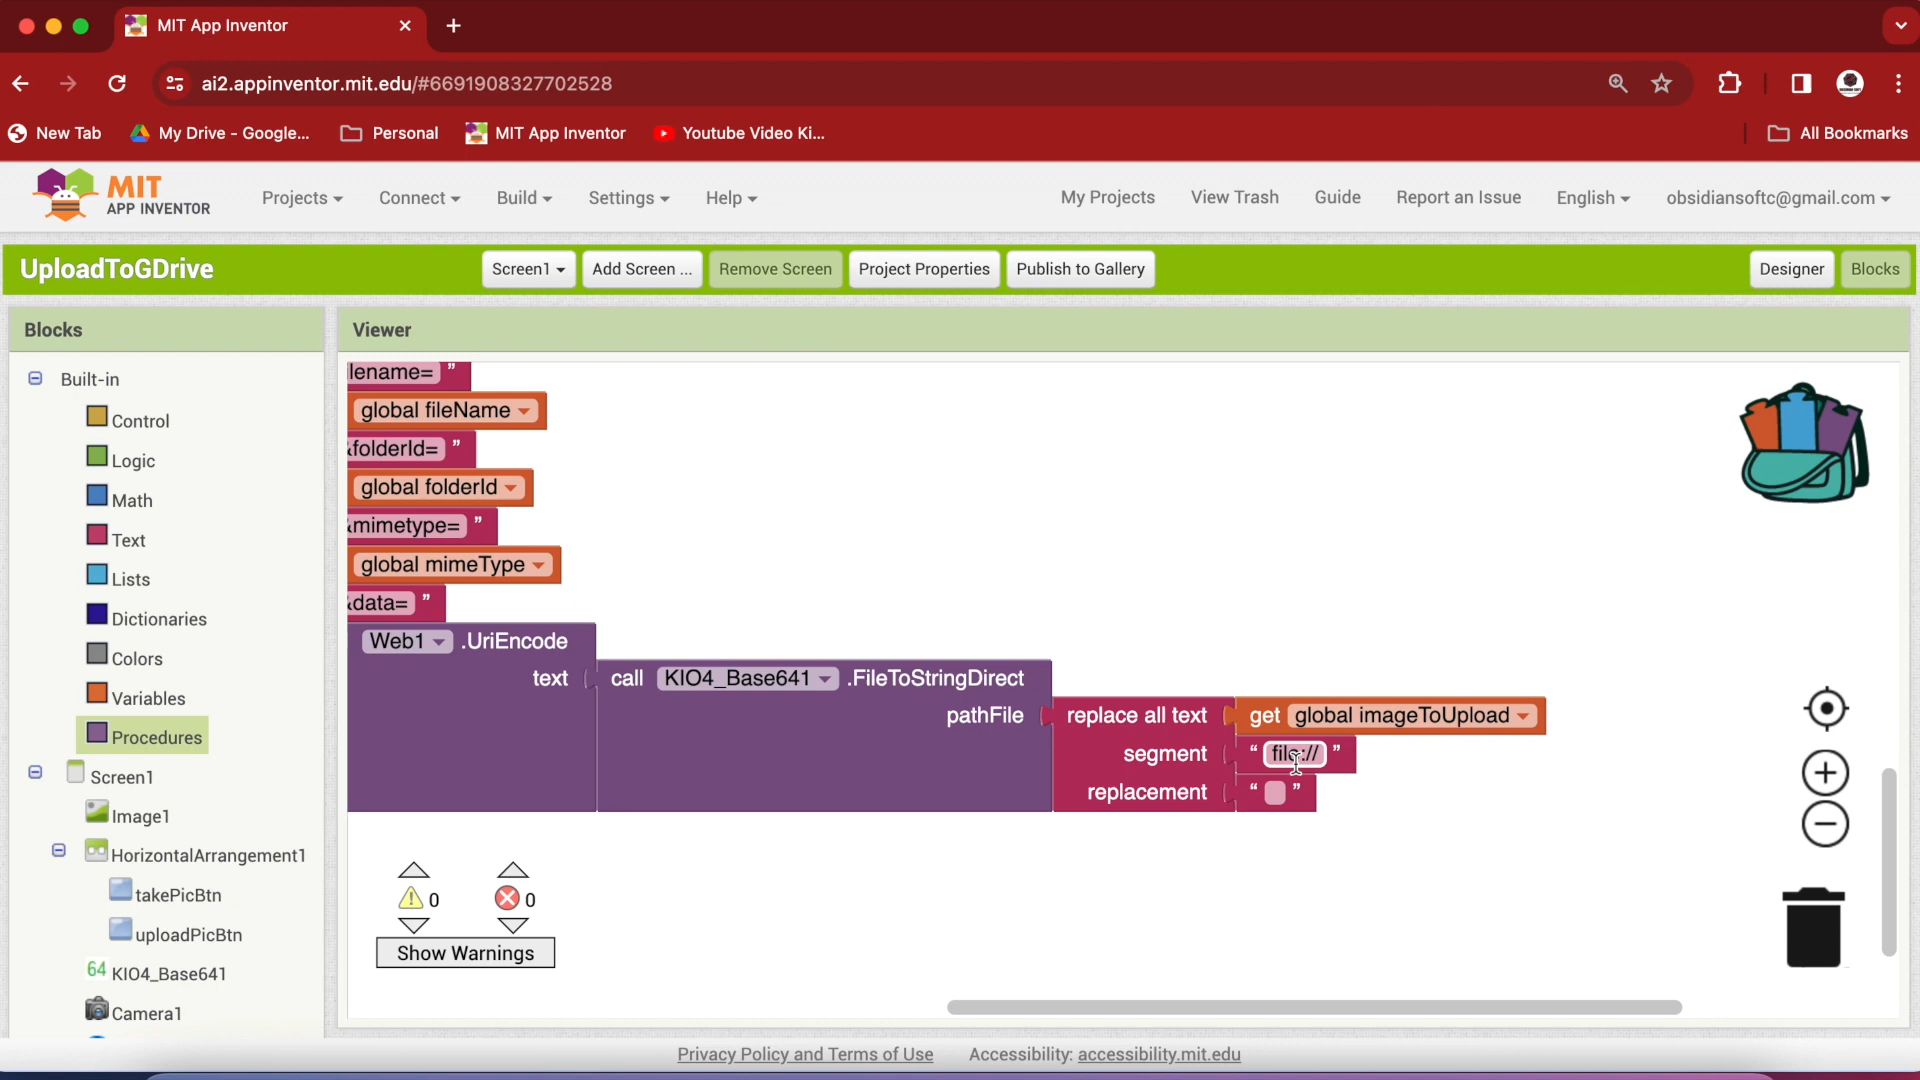 MIT App Inventor
ai2.appinventor.mit.edu/#6691908327702528
New Tab My Drive - Google... Personal MIT App Inventor Youtube Video Ki... All Bookmarks
MIT
APP INVENTOR
Projects Connect Build Settings Help My Projects View Trash Guide Report an Issue English obsidiansoftc@gmail.com
UploadToGDrive Screen1 Add Screen ... Remove Screen Project Properties Publish to Gallery Designer Blocks
Blocks
Viewer
Built-in
Control
Logic
Math
Text
Lists
Dictionaries
Colors
Variables
Procedures
Screen1
Image1
HorizontalArrangement1
takePicBtn
uploadPicBtn
64 KIO4_Base641
Camera1
lename= ”
global fileName
&folderId= ”
global folderId
&mimetype= ”
global mimeType
&data= ”
Web1 .UriEncode
text call KIO4_Base641 .FileToStringDirect
pathFile replace all text get global imageToUpload
segment “ file:// ”
replacement “ ”
0 0
Show Warnings
Privacy Policy and Terms of Use Accessibility: accessibility.mit.edu